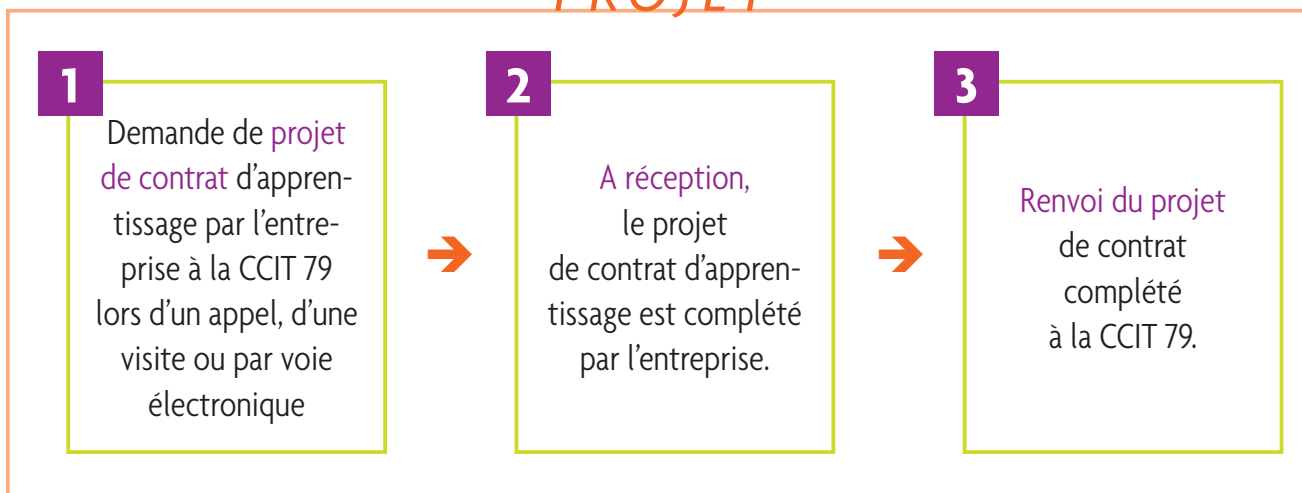 PROJET
1
Demande de projet
de contrat d'appren-
tissage par l'entre-
prise à la CCIT 79
lors d'un appel, d'une
visite ou par voie
électronique
2
A réception,
le projet
de contrat d'appren-
tissage est complété
par l'entreprise.
3
Renvoi du projet
de contrat
complété
à la CCIT 79.